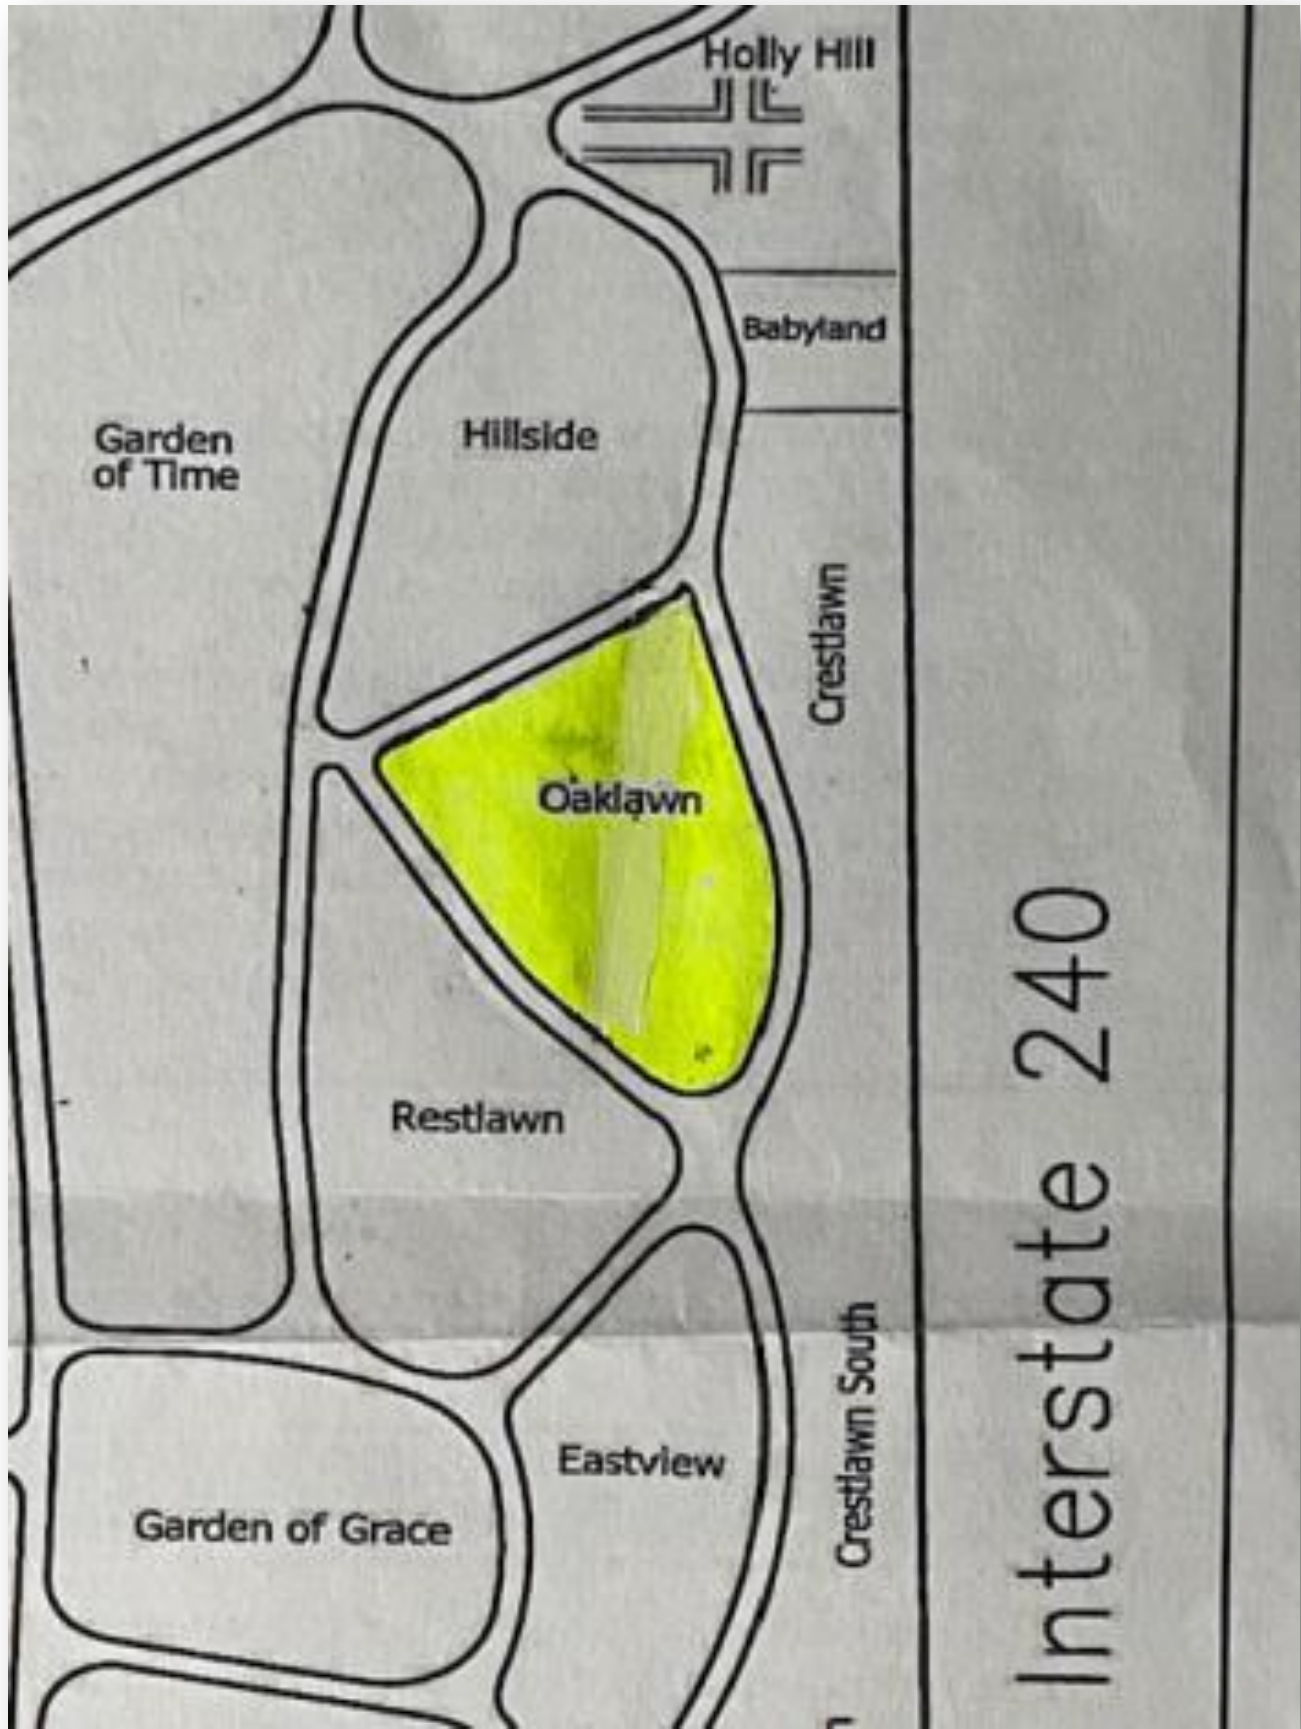 Holly Hill
Babyland
Garden
of Time
Hillside
Crestlawn
Oaklawn
Restlawn
Interstate 240
Crestlawn South
Eastview
Garden of Grace